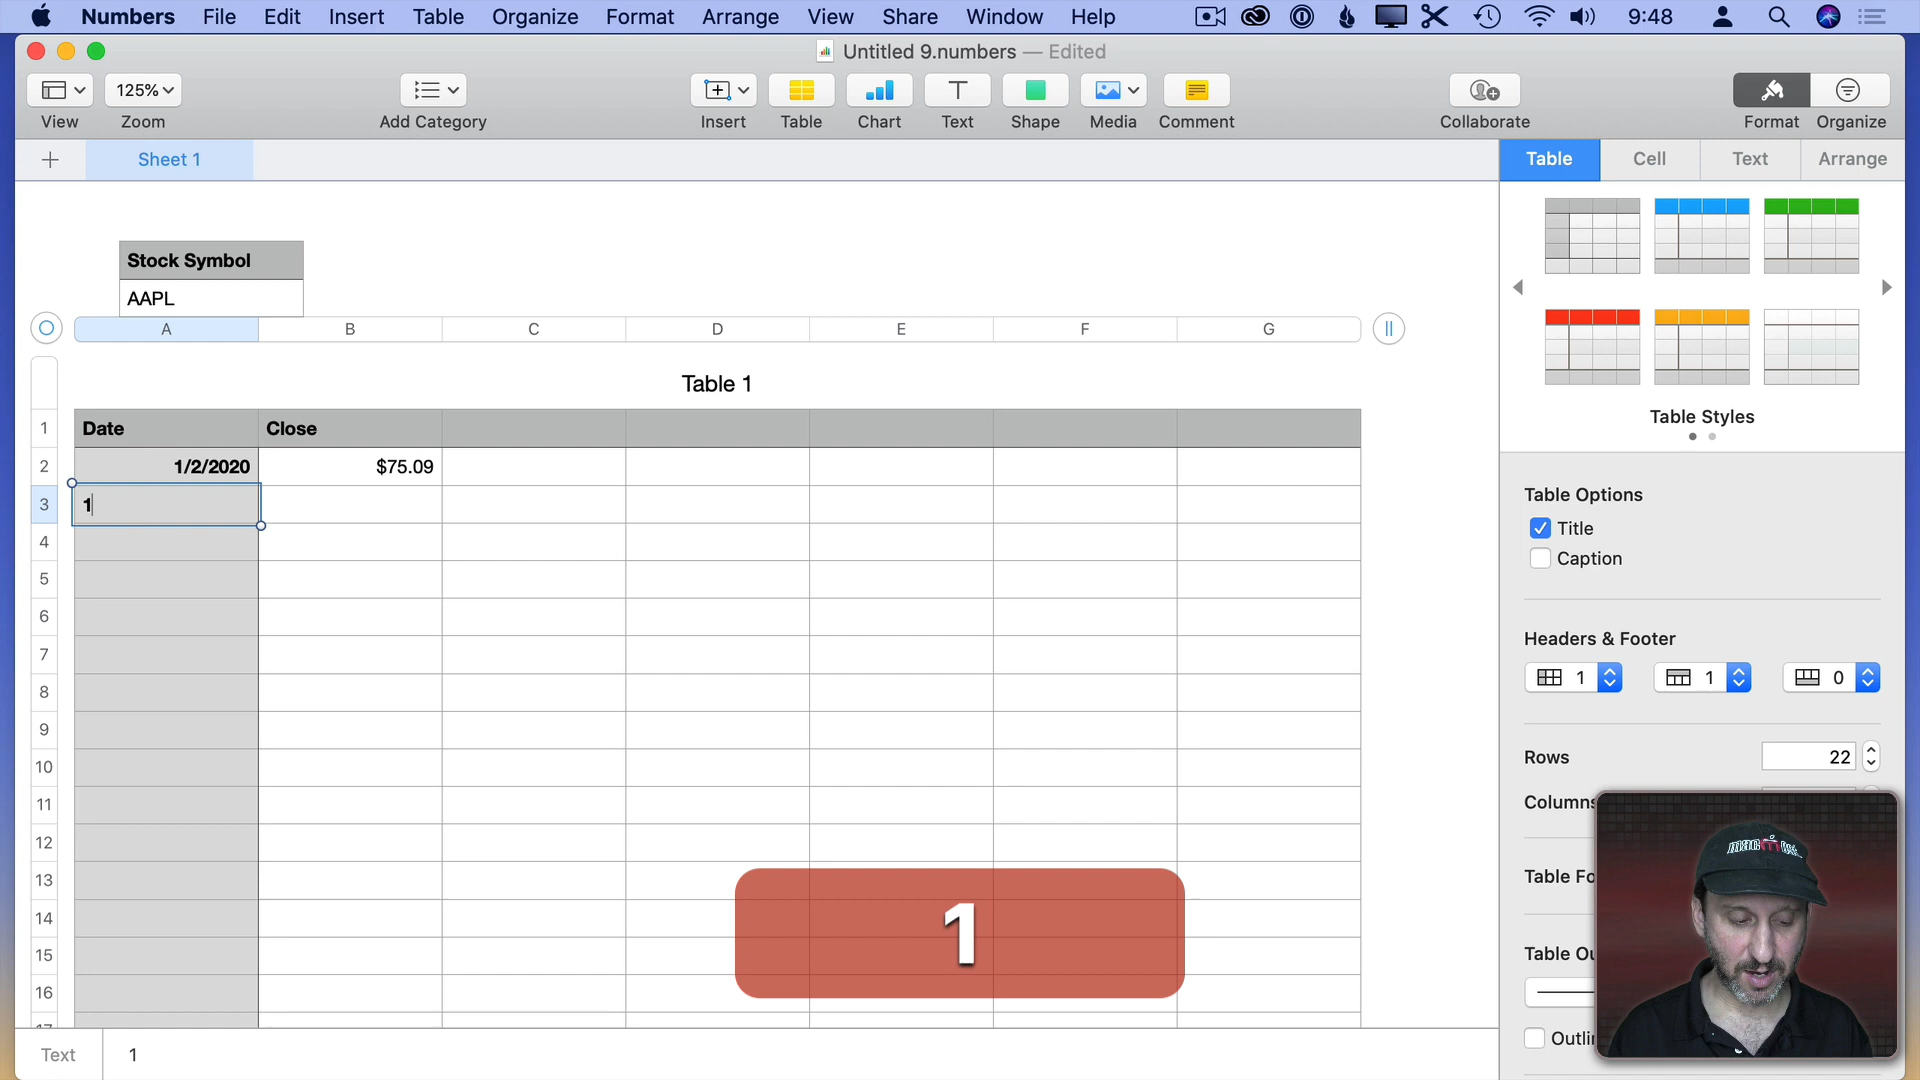 Numbers File Edit Insert Table Organize Format Arrange View Share Window Help 9:48
Untitled 9.numbers — Edited
125%
View Zoom Add Category Insert Table Chart Text Shape Media Comment Collaborate Format Organize
Sheet 1
Table Cell Text Arrange
Stock Symbol
AAPL
A B C D E F G
Table 1
1 Date Close
2 1/2/2020 $75.09
3 1
4
5
6
7
8
9
10
11
12
13
14
15
16
1
Text 1
Table Styles
Table Options
Title
Caption
Headers & Footer
1 1 0
Rows 22
Columns
Table Fo
Table Ou
Outli